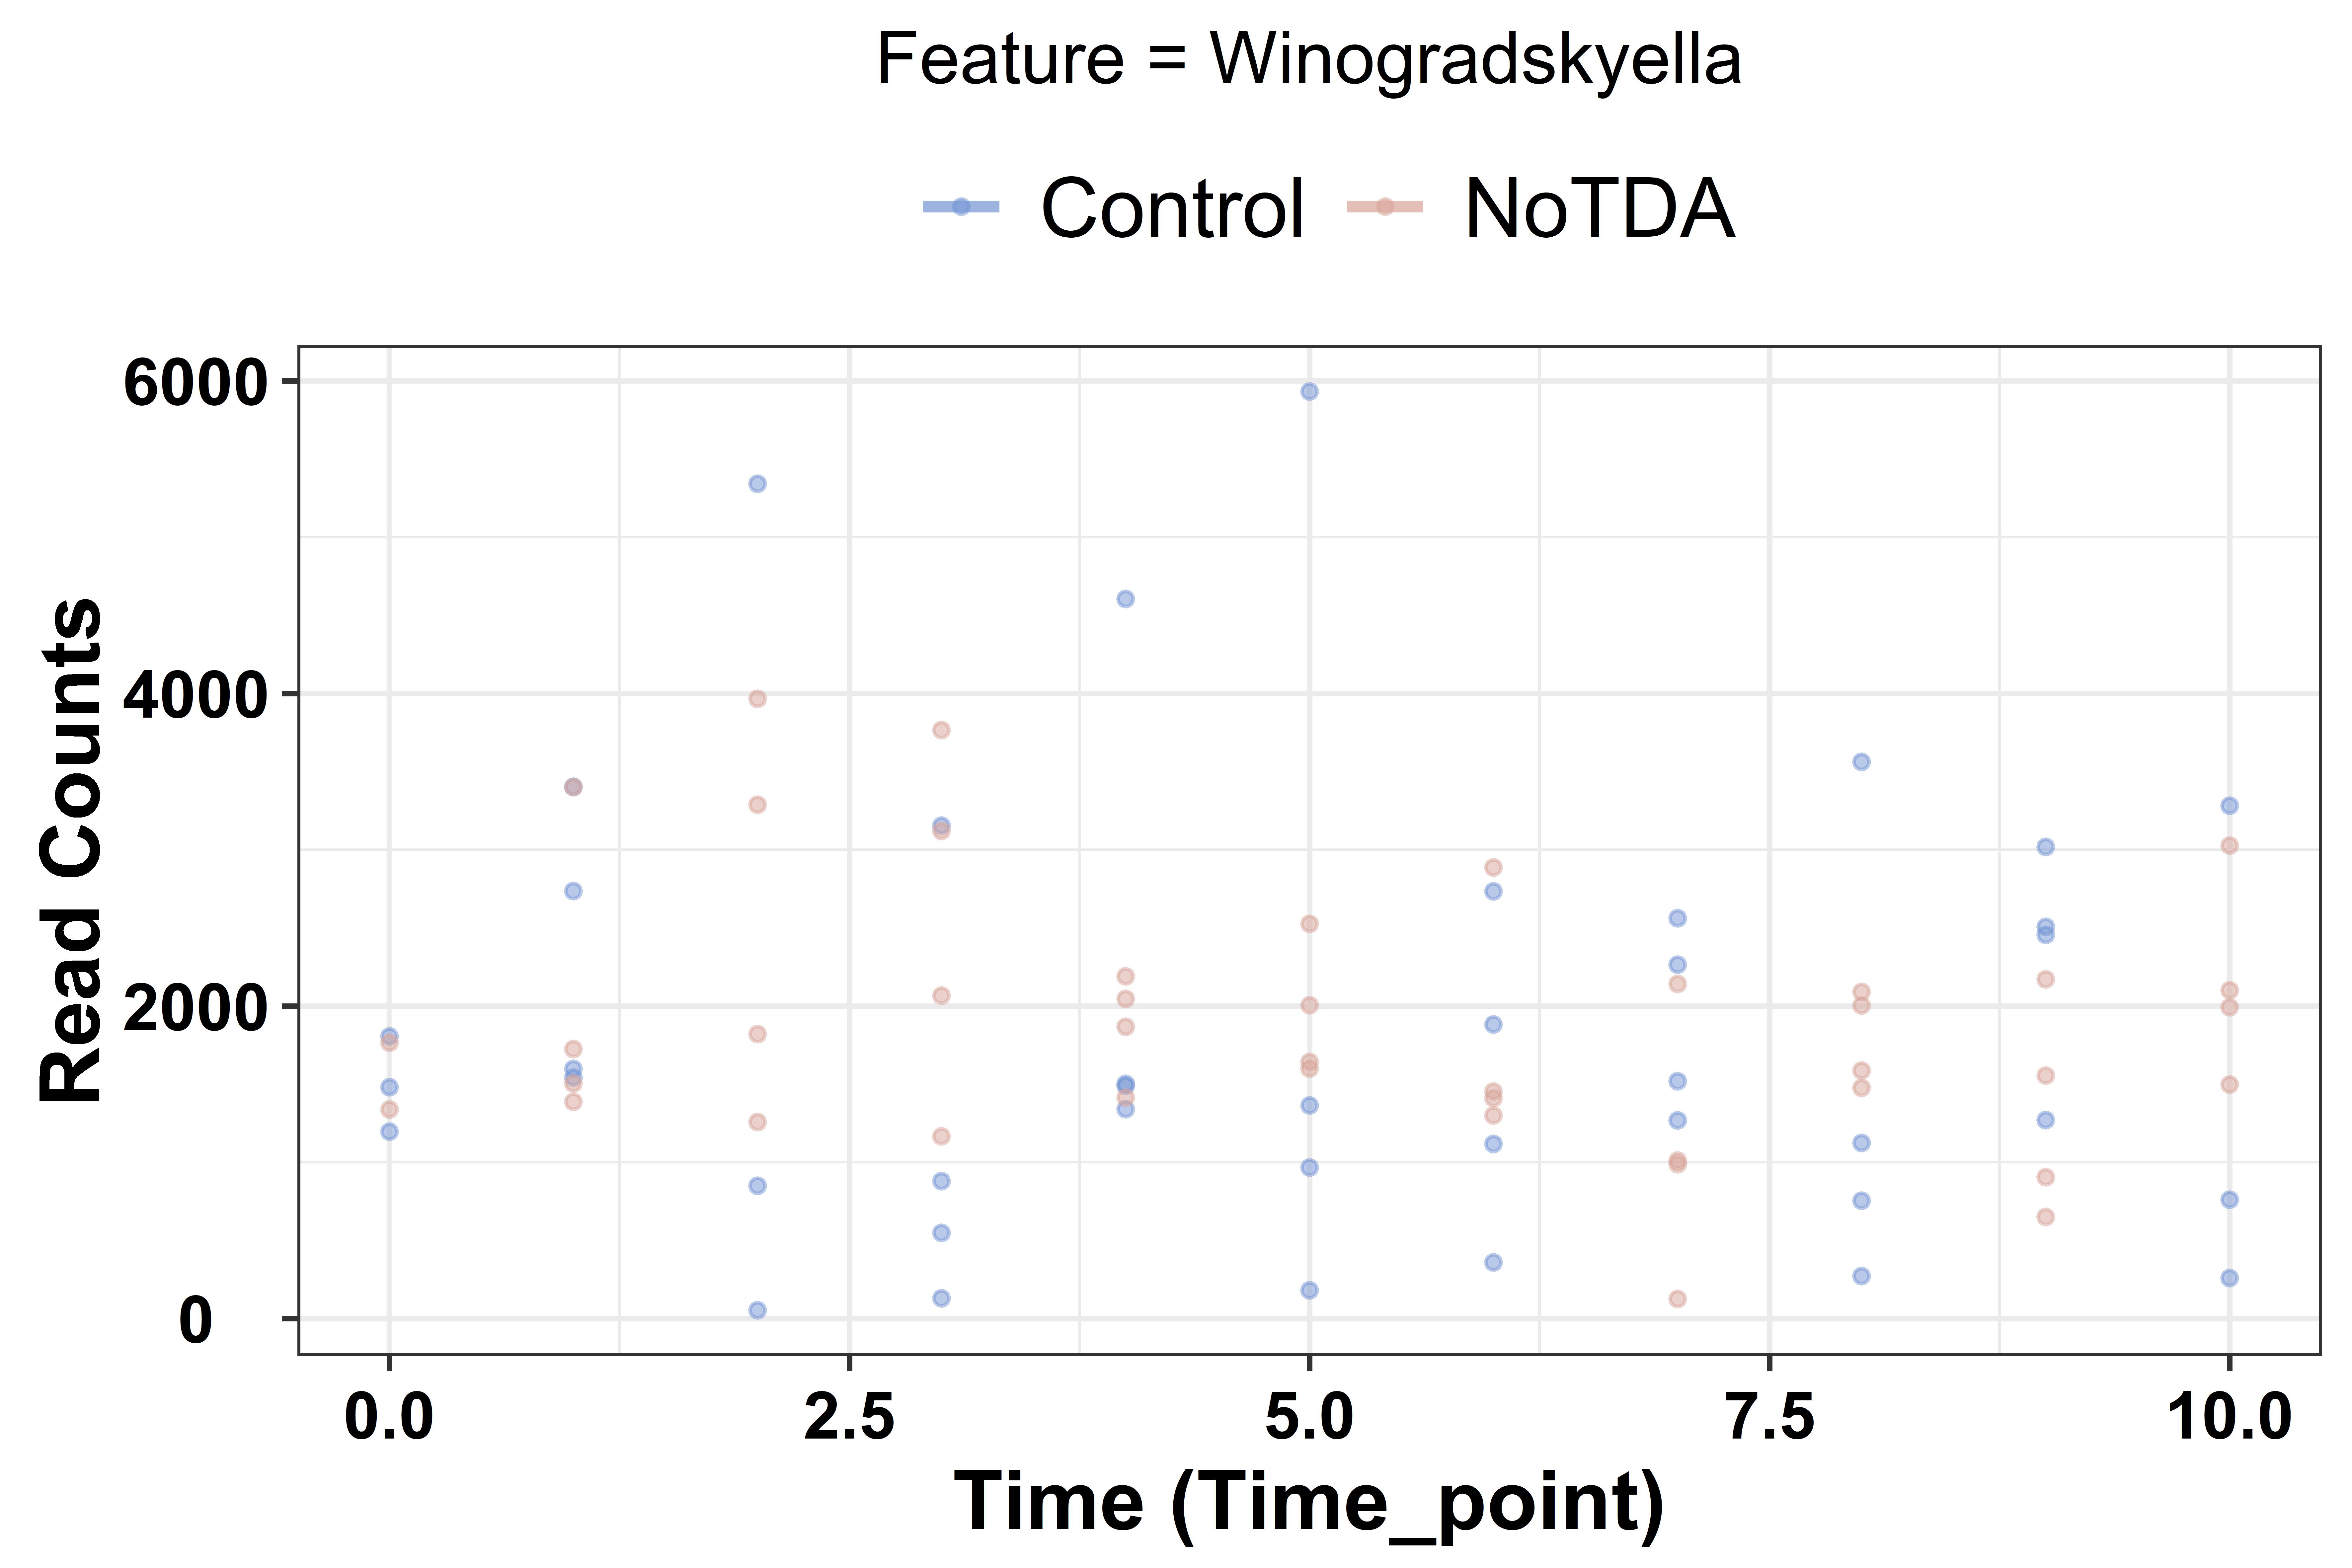 Feature = Winogradskyella
Control NoTDA
Read Counts
6000
4000
2000
0
0.0 2.5 5.0 7.5 10.0
Time (Time_point)